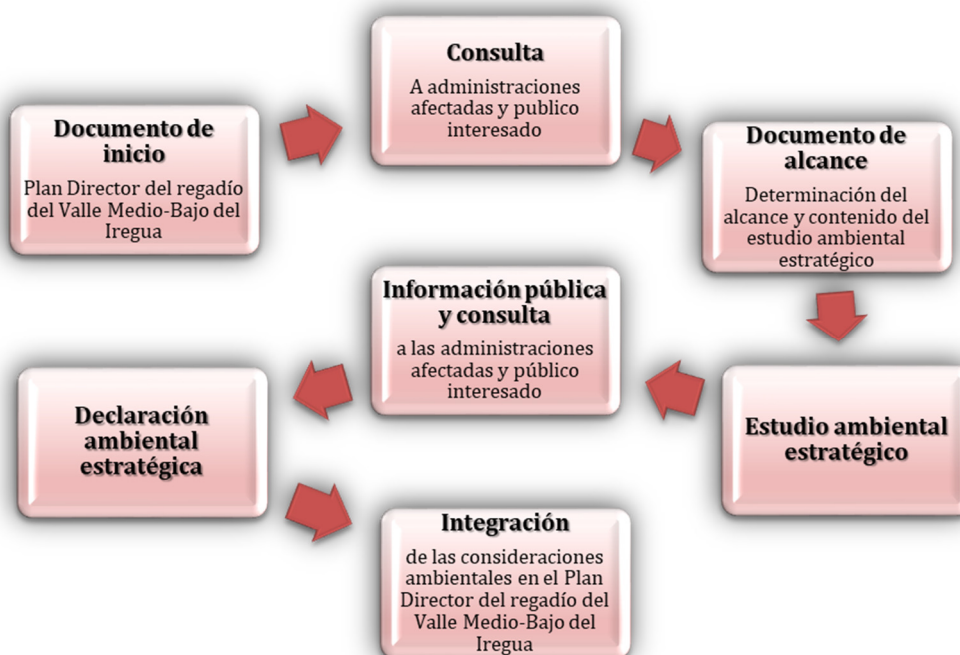 Documento de
inicio
Plan Director del regadío
del Valle Medio-Bajo del
Iregua
Consulta
A administraciones
afectadas y publico
interesado
Documento de
alcance
Determinación del
alcance y contenido del
estudio ambiental
estratégico
Estudio ambiental
estratégico
Información pública
y consulta
a las administraciones
afectadas y público
interesado
Declaración
ambiental
estratégica
Integración
de las consideraciones
ambientales en el Plan
Director del regadío del
Valle Medio-Bajo del
Iregua